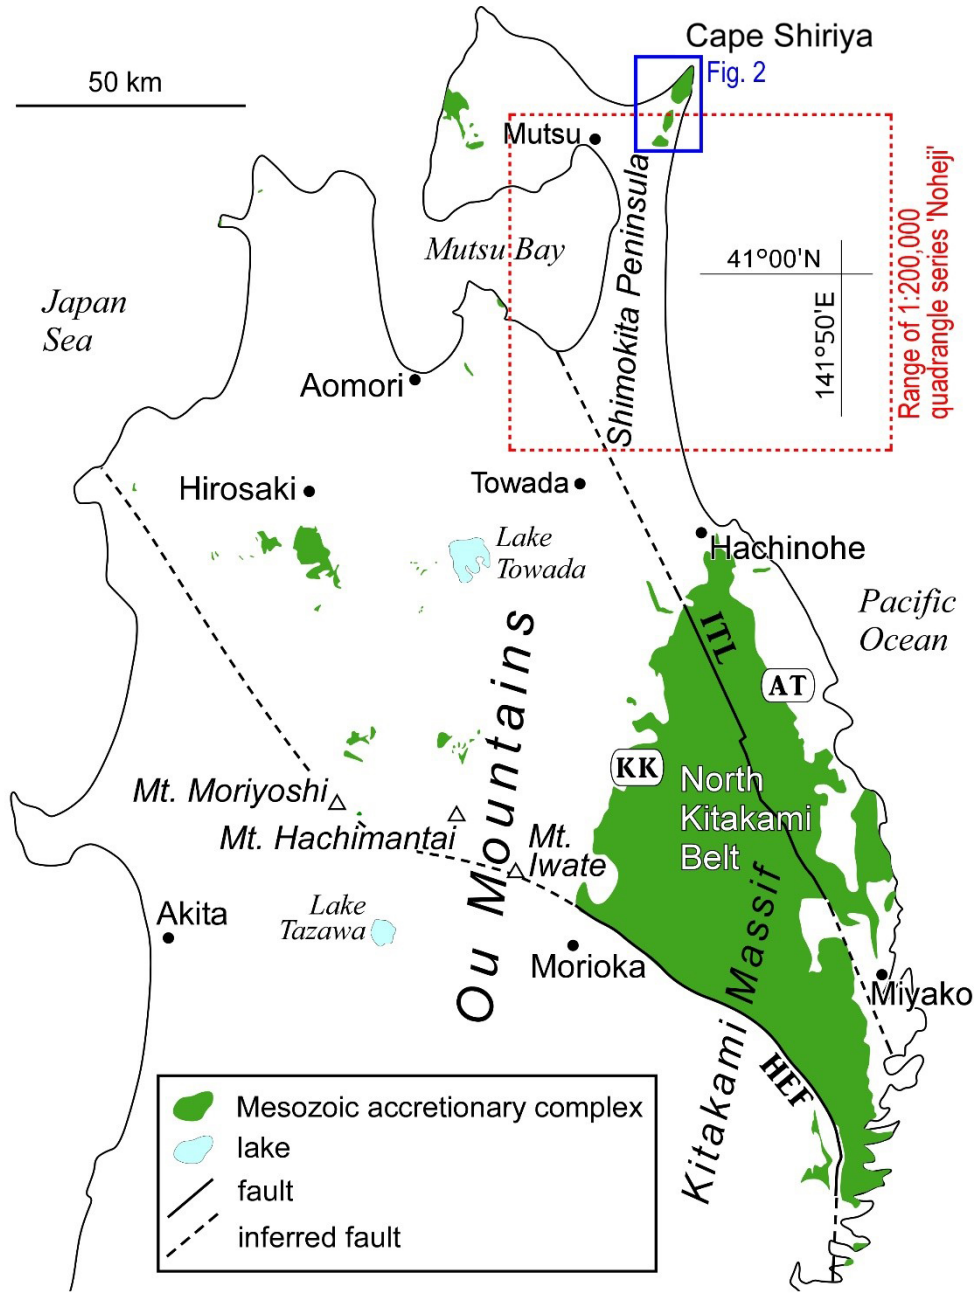 Cape Shiriya
Fig. 2
50 km
Mutsu
Shimokita Peninsula
Mutsu Bay
41°00'N
141°50'E
Range of 1:200,000
quadrangle series 'Noheji'
Japan
Sea
Aomori
Hirosaki
Towada
Lake
Towada
Hachinohe
Pacific
Ocean
ITL
AT
KK
North
Kitakami
Belt
Ou Mountains
Mt. Moriyoshi
Mt. Hachimantai
Mt.
Iwate
Akita
Lake
Tazawa
Morioka
Kitakami Massif
Miyako
HEF
Mesozoic accretionary complex
lake
fault
inferred fault